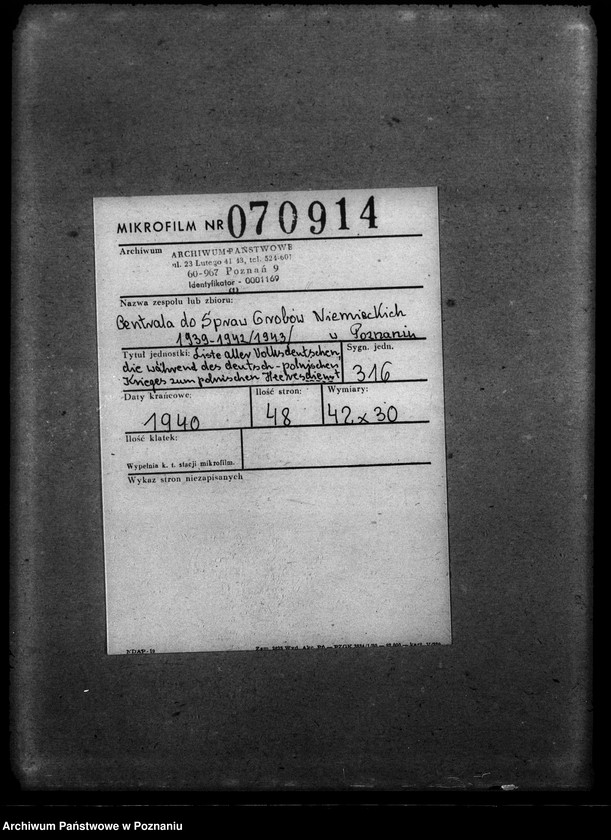 MIKROFILM NR 070914
Archiwum ARCHIWUM PAŃSTWOWE
ul. 23 Lutego 41/43, tel. 524-601
60-967 Poznań 9
Identyfikator - 0001169
(1)
Nazwa zespołu lub zbioru:
Centrala do Spraw Grobów Niemieckich
1939-1942/1943/ w Poznaniu
Tytuł jednostki: Liste aller Volksdeutschen,
die während des deutsch-polnischen
Krieges zum polnischen Heeresdienst
Sygn. jedn.
316
Daty krańcowe:
1940
Ilość stron:
48
Wymiary:
42 x 30
Ilość klatek:
Wypełnia k. t. stacji mikrofilm.
Wykaz stron niezapisanych
NDAP-
Archiwum Państwowe w Poznaniu